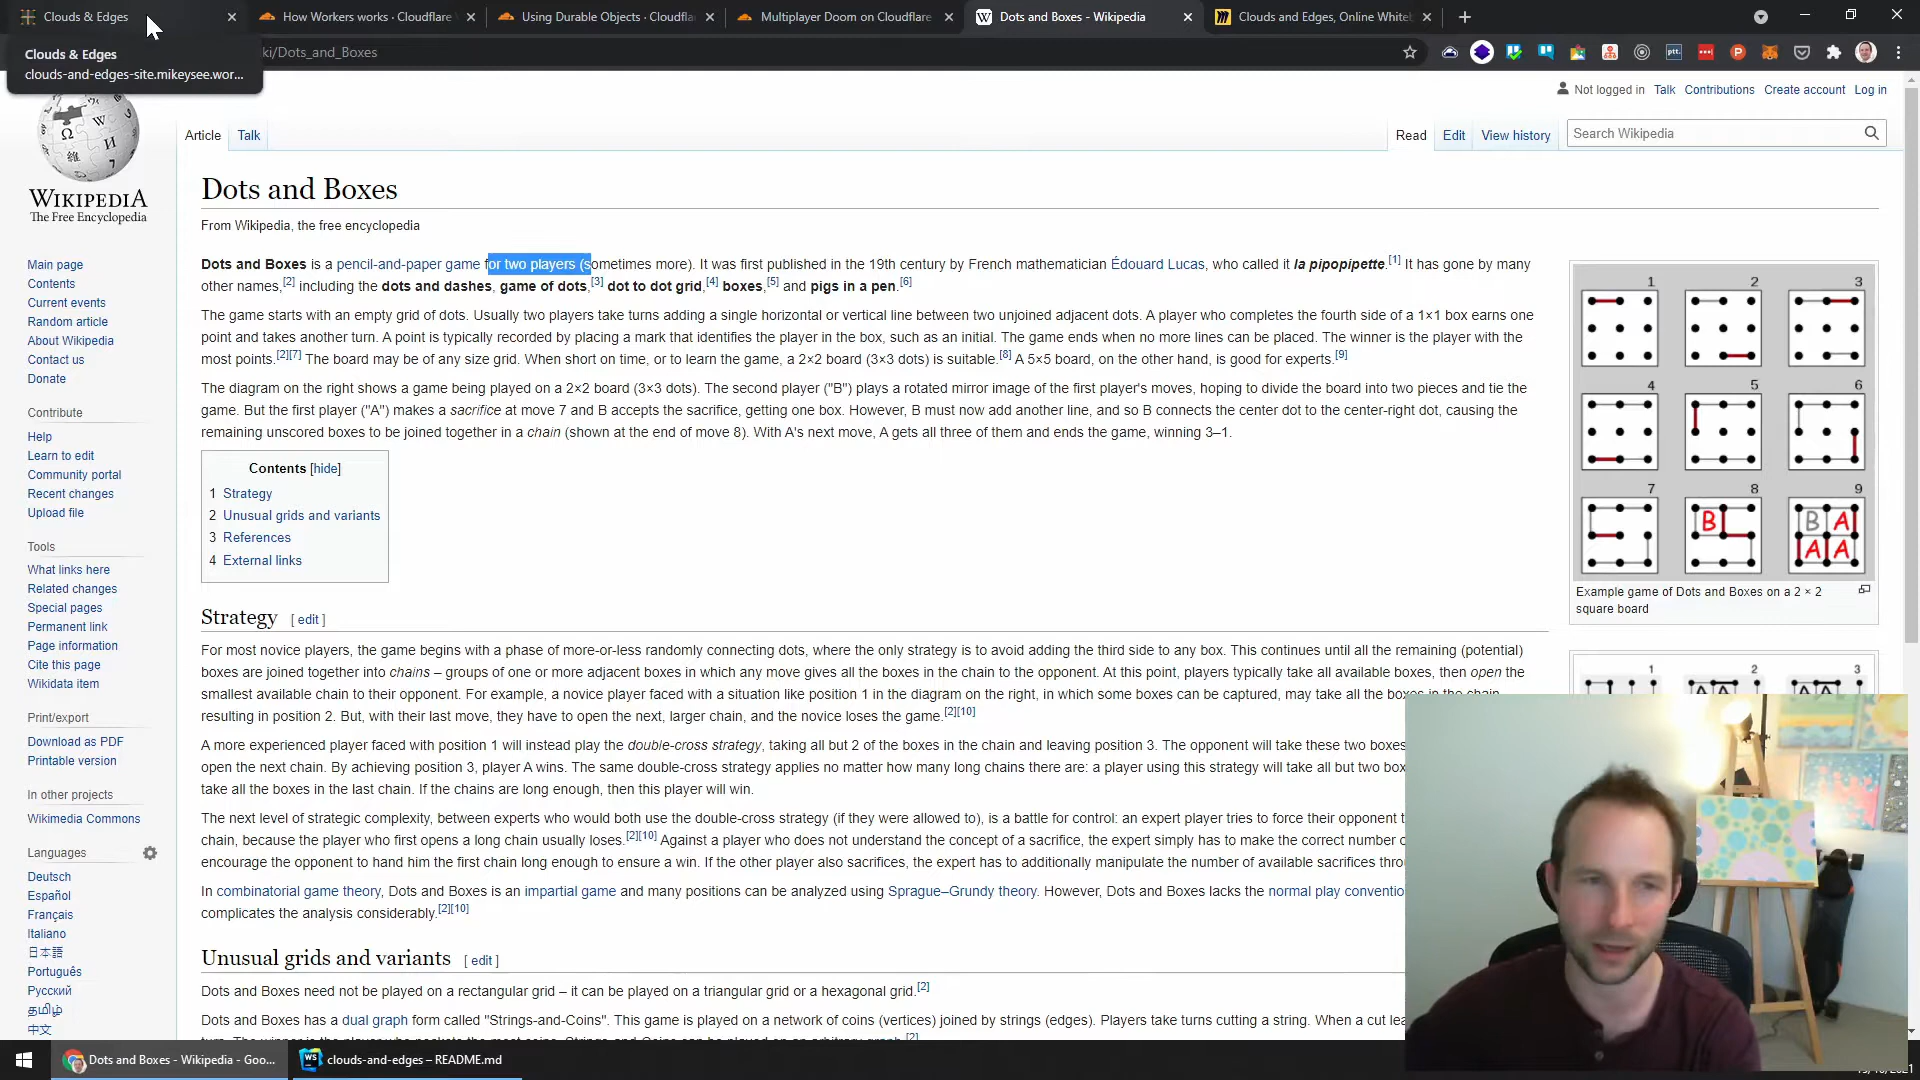 Clouds & Edges
How Workers works · Cloudflare
Using Durable Objects · Cloudfla
Multiplayer Doom on Cloudflare
Dots and Boxes - Wikipedia
Clouds and Edges, Online White
Clouds & Edges
clouds-and-edges-site.mikeysee.wor...
ki/Dots_and_Boxes
Not logged in Talk Contributions Create account Log in
WIKIPEDIA
The Free Encyclopedia
Article Talk
Read Edit View history
Search Wikipedia
Main page
Contents
Current events
Random article
About Wikipedia
Contact us
Donate
Contribute
Help
Learn to edit
Community portal
Recent changes
Upload file
Tools
What links here
Related changes
Special pages
Permanent link
Page information
Cite this page
Wikidata item
Print/export
Download as PDF
Printable version
In other projects
Wikimedia Commons
Languages
Deutsch
Español
Français
Italiano
日本語
Português
Русский
தமிழ்
中文
Dots and Boxes
From Wikipedia, the free encyclopedia
Dots and Boxes is a pencil-and-paper game for two players (sometimes more). It was first published in the 19th century by French mathematician Édouard Lucas, who called it la pipopipette.[1] It has gone by many
other names,[2] including the dots and dashes, game of dots,[3] dot to dot grid,[4] boxes,[5] and pigs in a pen.[6]
The game starts with an empty grid of dots. Usually two players take turns adding a single horizontal or vertical line between two unjoined adjacent dots. A player who completes the fourth side of a 1×1 box earns one
point and takes another turn. A point is typically recorded by placing a mark that identifies the player in the box, such as an initial. The game ends when no more lines can be placed. The winner is the player with the
most points.[2][7] The board may be of any size grid. When short on time, or to learn the game, a 2×2 board (3×3 dots) is suitable.[8] A 5×5 board, on the other hand, is good for experts.[9]
The diagram on the right shows a game being played on a 2×2 board (3×3 dots). The second player ("B") plays a rotated mirror image of the first player's moves, hoping to divide the board into two pieces and tie the
game. But the first player ("A") makes a sacrifice at move 7 and B accepts the sacrifice, getting one box. However, B must now add another line, and so B connects the center dot to the center-right dot, causing the
remaining unscored boxes to be joined together in a chain (shown at the end of move 8). With A's next move, A gets all three of them and ends the game, winning 3–1.
Contents [hide]
1 Strategy
2 Unusual grids and variants
3 References
4 External links
Strategy [ edit ]
For most novice players, the game begins with a phase of more-or-less randomly connecting dots, where the only strategy is to avoid adding the third side to any box. This continues until all the remaining (potential)
boxes are joined together into chains – groups of one or more adjacent boxes in which any move gives all the boxes in the chain to the opponent. At this point, players typically take all available boxes, then open the
smallest available chain to their opponent. For example, a novice player faced with a situation like position 1 in the diagram on the right, in which some boxes can be captured, may take all the boxes in the chain
resulting in position 2. But, with their last move, they have to open the next, larger chain, and the novice loses the game.[2][10]
A more experienced player faced with position 1 will instead play the double-cross strategy, taking all but 2 of the boxes in the chain and leaving position 3. The opponent will take these two boxes
open the next chain. By achieving position 3, player A wins. The same double-cross strategy applies no matter how many long chains there are: a player using this strategy will take all but two box
take all the boxes in the last chain. If the chains are long enough, then this player will win.
The next level of strategic complexity, between experts who would both use the double-cross strategy (if they were allowed to), is a battle for control: an expert player tries to force their opponent t
chain, because the player who first opens a long chain usually loses.[2][10] Against a player who does not understand the concept of a sacrifice, the expert simply has to make the correct number o
encourage the opponent to hand him the first chain long enough to ensure a win. If the other player also sacrifices, the expert has to additionally manipulate the number of available sacrifices thro
In combinatorial game theory, Dots and Boxes is an impartial game and many positions can be analyzed using Sprague–Grundy theory. However, Dots and Boxes lacks the normal play conventio
complicates the analysis considerably.[2][10]
Unusual grids and variants [ edit ]
Dots and Boxes need not be played on a rectangular grid – it can be played on a triangular grid or a hexagonal grid.[2]
Dots and Boxes has a dual graph form called "Strings-and-Coins". This game is played on a network of coins (vertices) joined by strings (edges). Players take turns cutting a string. When a cut lea
1 2 3
4 5 6
7 8 9
B B A
A A
Example game of Dots and Boxes on a 2 × 2
square board
1 2 3
Dots and Boxes - Wikipedia - Goo...
clouds-and-edges – README.md